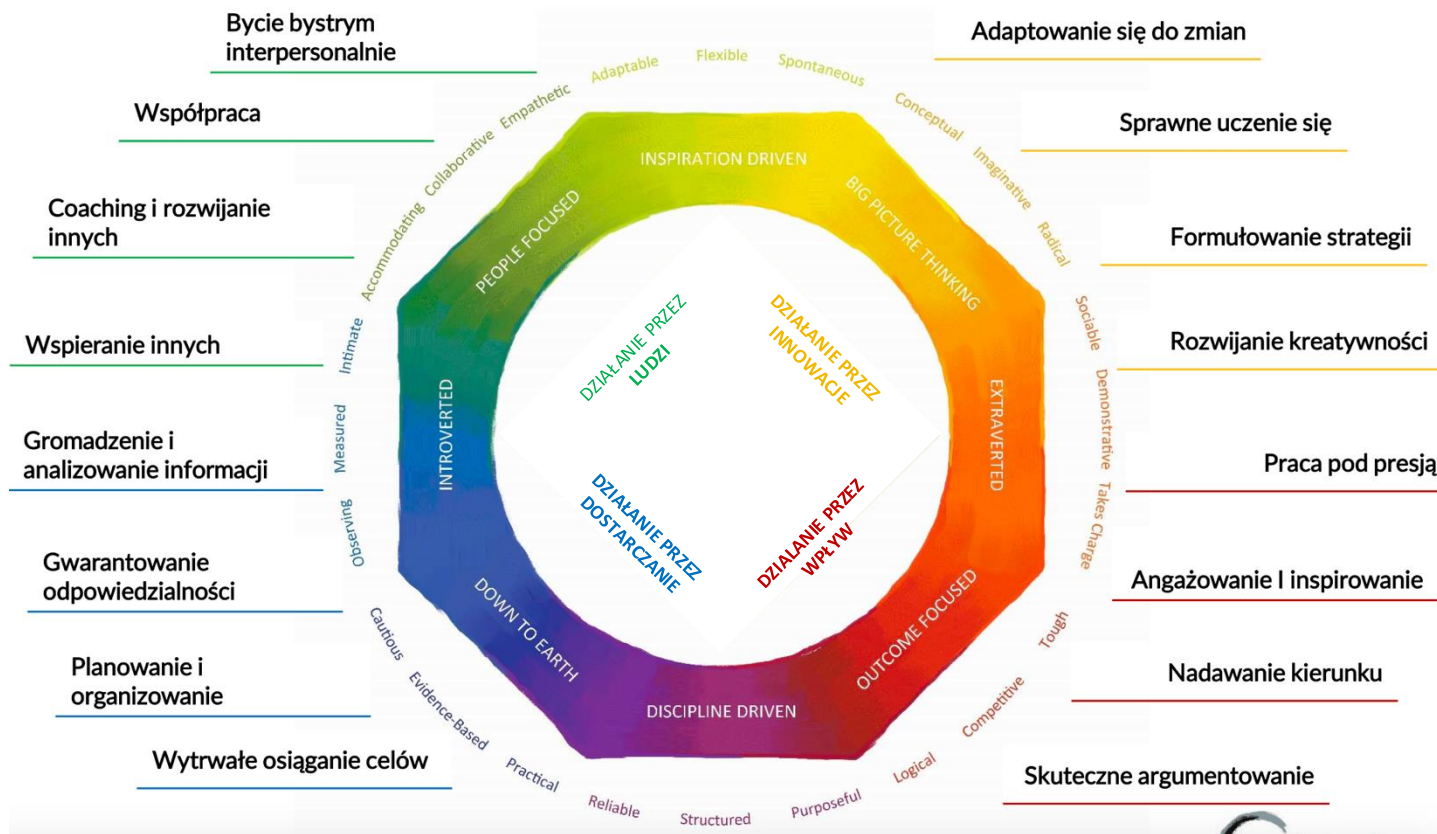 Bycie bystrym
interpersonalnie
Współpraca
Coaching i rozwijanie
innych
Wspieranie innych
Gromadzenie i
analizowanie informacji
Gwarantowanie
odpowiedzialności
Planowanie i
organizowanie
Wytrwałe osiąganie celów
Adaptable
Flexible
Spontaneous
Conceptual
Imaginative
Radical
Sociable
Demonstrative
Takes Charge
Tough
Competitive
Logical
Purposeful
Structured
Reliable
Practical
Evidence-Based
Cautious
Observing
Measured
Intimate
Accommodating
Collaborative
Empathetic
INSPIRATION DRIVEN
BIG PICTURE THINKING
EXTRAVERTED
OUTCOME FOCUSED
DISCIPLINE DRIVEN
DOWN TO EARTH
INTROVERTED
PEOPLE FOCUSED
DZIAŁANIE PRZEZ
LUDZI
DZIAŁANIE PRZEZ
INNOWACJE
DZIAŁANIE PRZEZ
DOSTARCZANIE
DZIALANIE PRZEZ
WPŁYW
Adaptowanie się do zmian
Sprawne uczenie się
Formułowanie strategii
Rozwijanie kreatywności
Praca pod presją
Angażowanie I inspirowanie
Nadawanie kierunku
Skuteczne argumentowanie